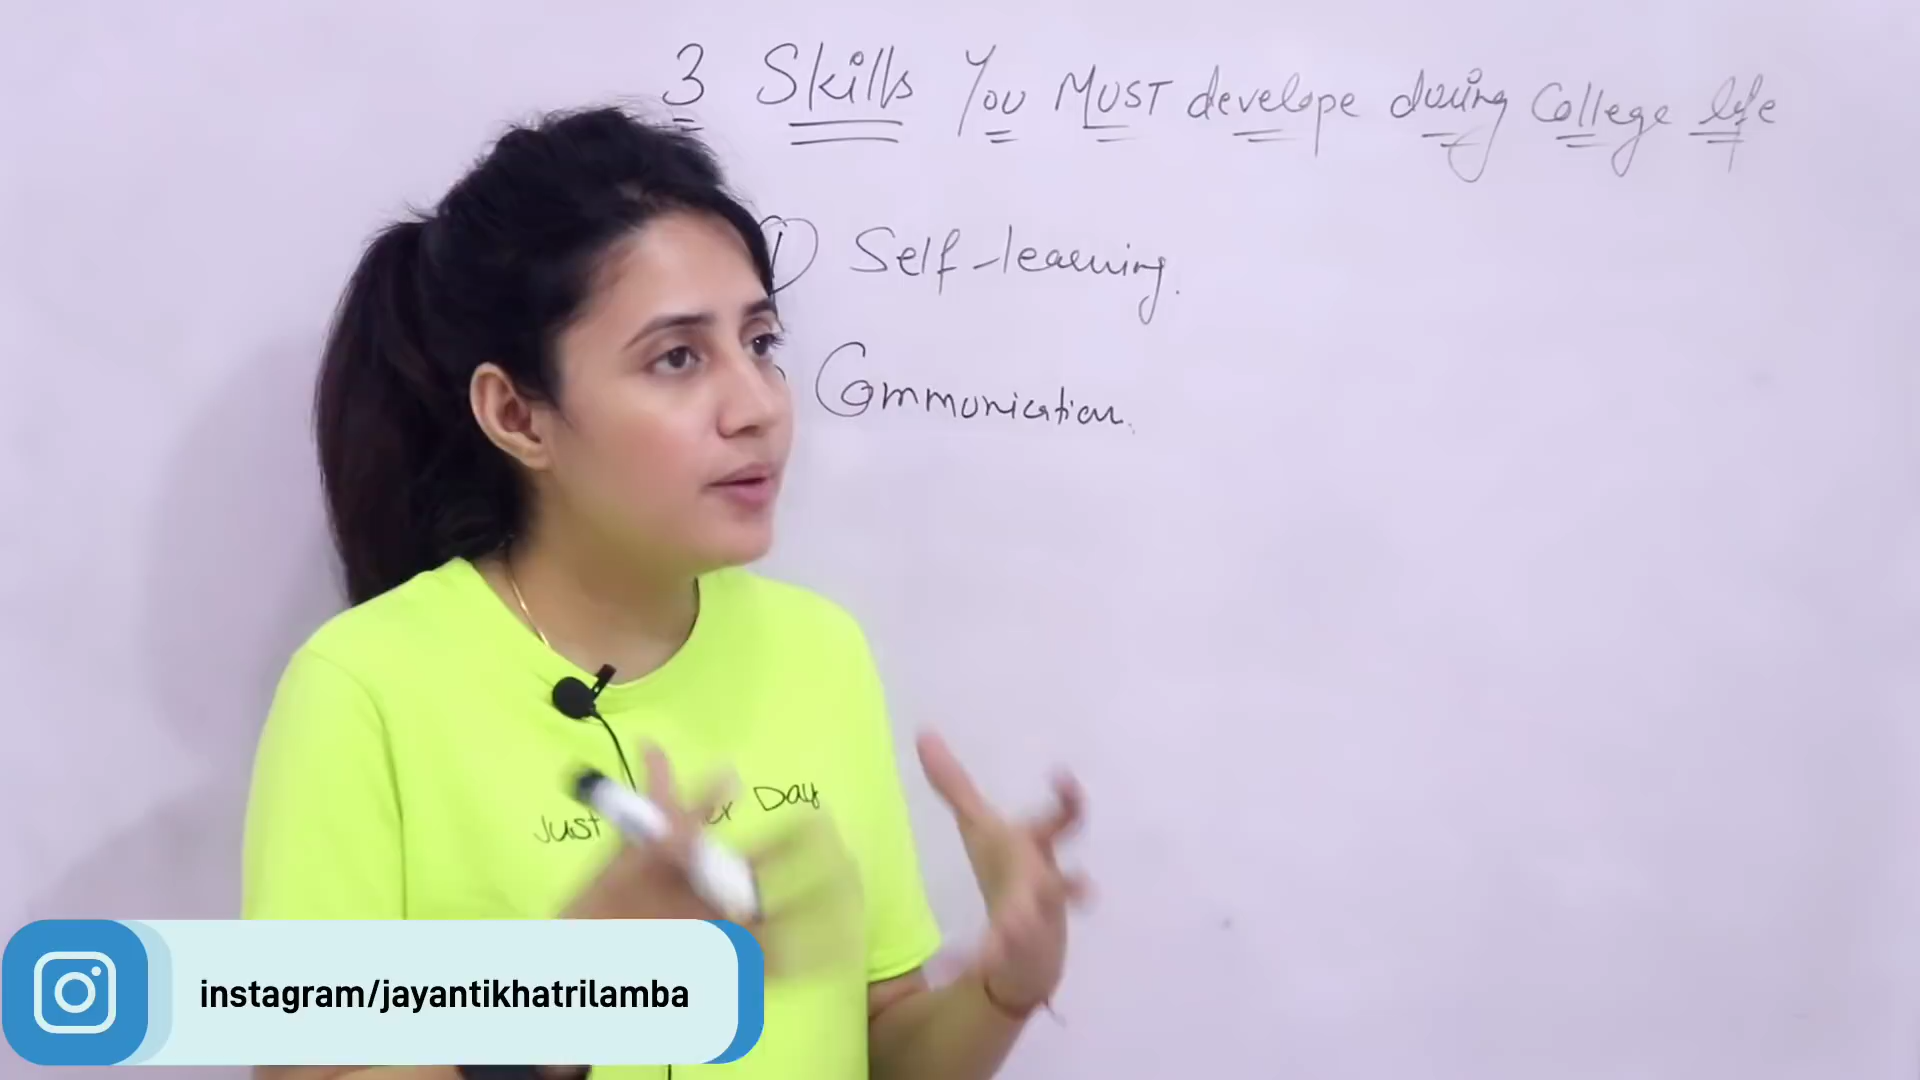 3 Skills You MUST develope during College life
① Self-learning.
Communication.
Just Day
instagram/jayantikhatrilamba